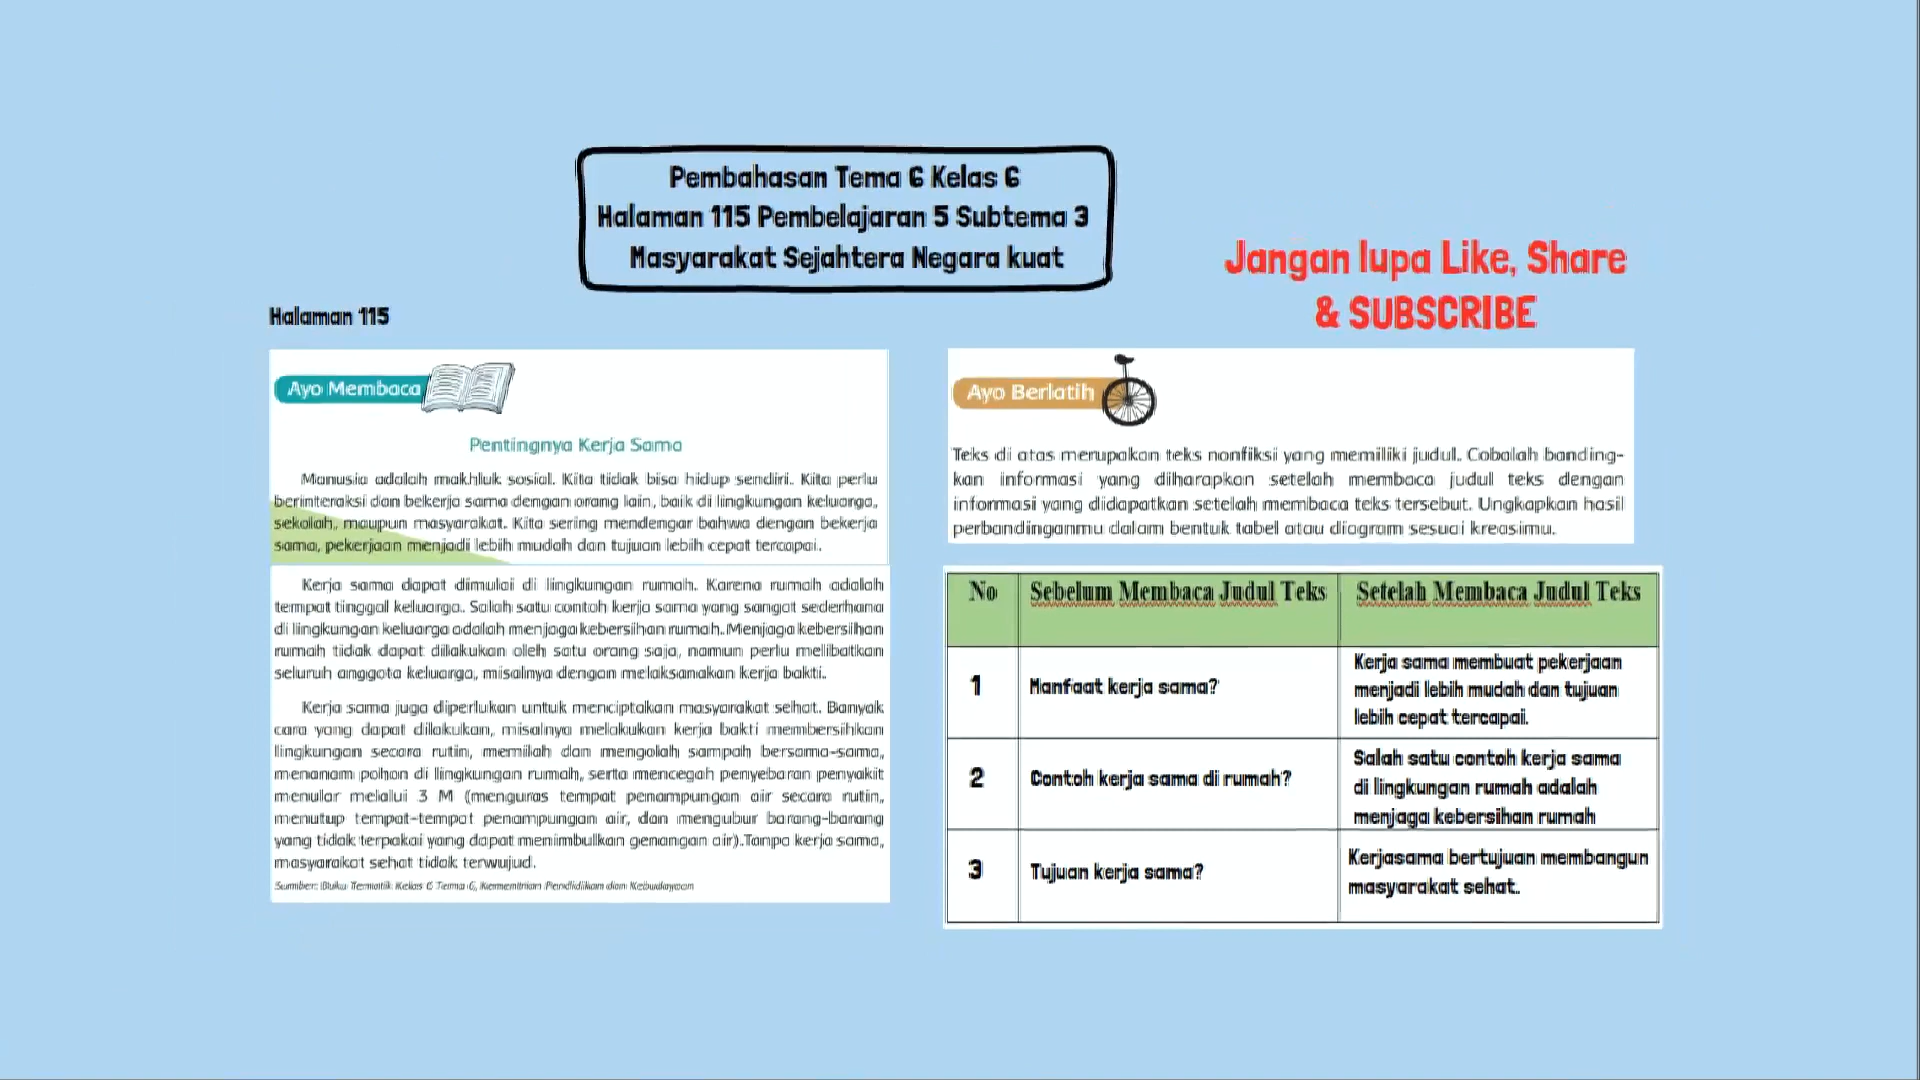 Pembahasan Tema 6 Kelas 6
Halaman 115 Pembelajaran 5 Subtema 3
Masyarakat Sejahtera Negara kuat
Jangan lupa Like, Share
& SUBSCRIBE
Halaman 115
Ayo Membaca
Pentingnya Kerja Sama
Manusia adalah makhluk sosial. Kita tidak bisa hidup sendiri. Kita perlu
berinteraksi dan bekerja sama dengan orang lain, baik di lingkungan keluarga,
sekolah, maupun masyarakat. Kita sering mendengar bahwa dengan bekerja
sama, pekerjaan menjadi lebih mudah dan tujuan lebih cepat tercapai.
Kerja sama dapat dimulai di lingkungan rumah. Karena rumah adalah
tempat tinggal keluarga. Salah satu contoh kerja sama yang sangat sederhana
di lingkungan keluarga adalah menjaga kebersihan rumah. Menjaga kebersihan
rumah tidak dapat dilakukan oleh satu orang saja, namun perlu melibatkan
seluruh anggota keluarga, misalnya dengan melaksanakan kerja bakti.
Kerja sama juga diperlukan untuk menciptakan masyarakat sehat. Banyak
cara yang dapat dilakukan, misalnya melakukan kerja bakti membersihkan
lingkungan secara rutin, memilah dan mengolah sampah bersama-sama,
menanam pohon di lingkungan rumah, serta mencegah penyebaran penyakit
menular melalui 3 M (menguras tempat penampungan air secara rutin,
menutup tempat-tempat penampungan air, dan mengubur barang-barang
yang tidak terpakai yang dapat menimbulkan genangan air). Tanpa kerja sama,
masyarakat sehat tidak terwujud.
Sumber: Buku Tematik Kelas 6 Tema 6, Kementrian Pendidikan dan Kebudayaan
Ayo Berlatih
Teks di atas merupakan teks nonfiksi yang memiliki judul. Cobalah banding-
kan informasi yang diharapkan setelah membaca judul teks dengan
informasi yang didapatkan setelah membaca teks tersebut. Ungkapkan hasil
perbandinganmu dalam bentuk tabel atau diagram sesuai kreasimu.
No Sebelum Membaca Judul Teks Setelah Membaca Judul Teks
1 Manfaat kerja sama? Kerja sama membuat pekerjaan
menjadi lebih mudah dan tujuan
lebih cepat tercapai.
2 Contoh kerja sama di rumah? Salah satu contoh kerja sama
di lingkungan rumah adalah
menjaga kebersihan rumah
3 Tujuan kerja sama? Kerjasama bertujuan membangun
masyarakat sehat.